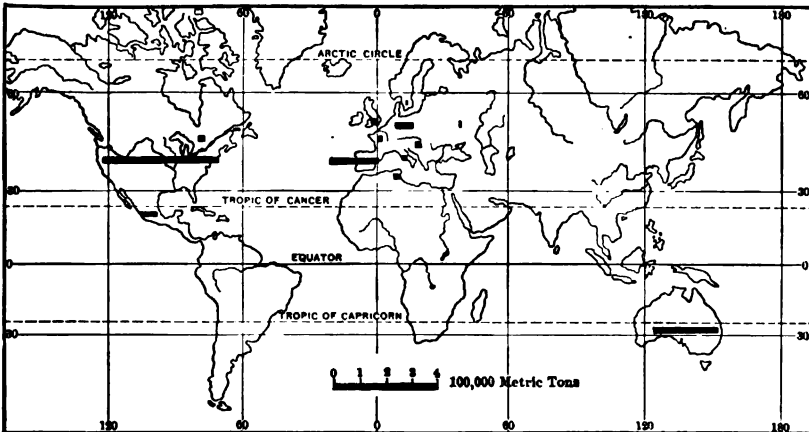 120 60 0 60 120 180
ARCTIC CIRCLE
60 60
30 30
TROPIC OF CANCER
EQUATOR
0 0
TROPIC OF CAPRICORN
30 30
0 1 2 3 4
100,000 Metric Tons
120 60 0 60 120 180